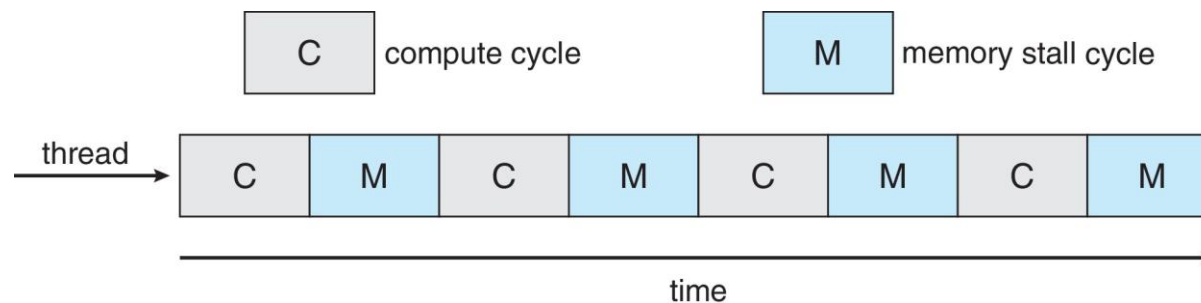 C compute cycle M memory stall cycle
thread
C M C M C M C M
time